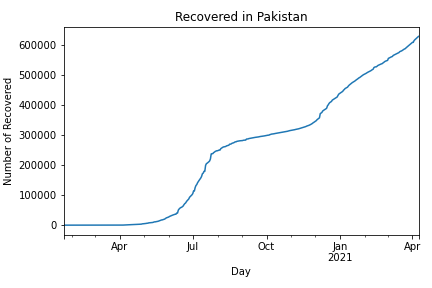 Recovered in Pakistan
Number of Recovered
600000
500000
400000
300000
200000
100000
0
Apr
Jul
Oct
Jan
2021
Apr
Day